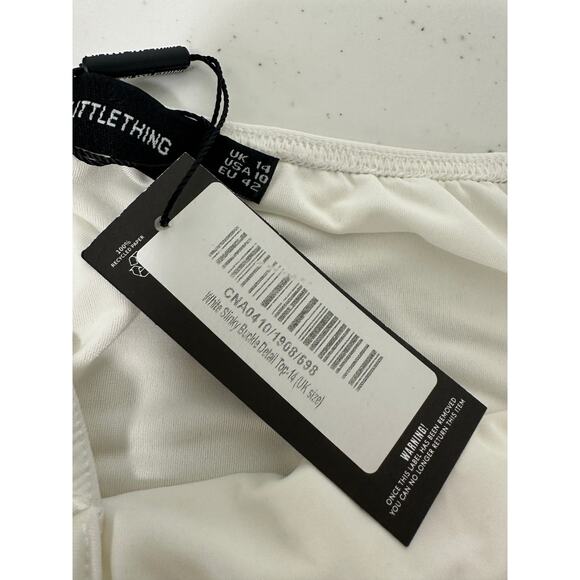 ITTLETHING
UK 14
USA 10
EU 42
100%
RECYCLED PAPER
CNA0410/1908/698
White Slinky Buckle Detail Top-14 (UK size)
WARNING!
ONCE THIS LABEL HAS BEEN REMOVED
YOU CAN NO LONGER RETURN THIS ITEM